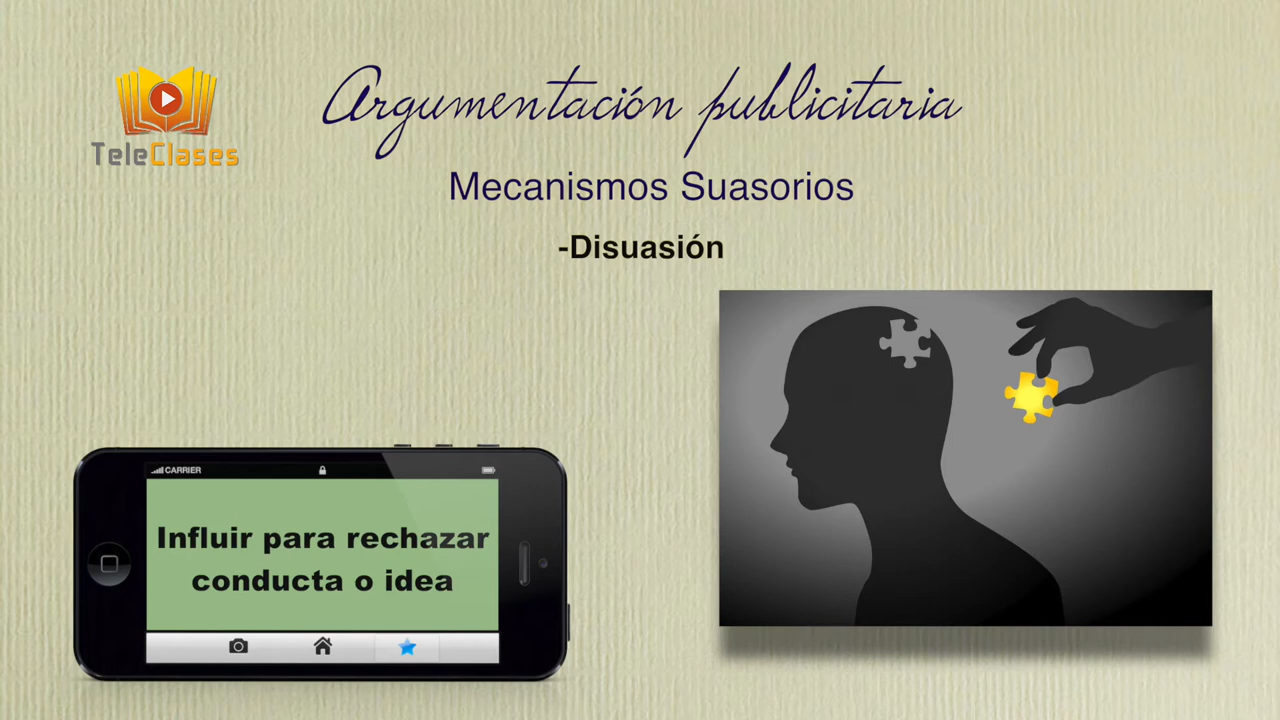 Argumentación publicitaria
TeleClases
Mecanismos Suasorios
-Disuasión
CARRIER
Influir para rechazar
conducta o idea